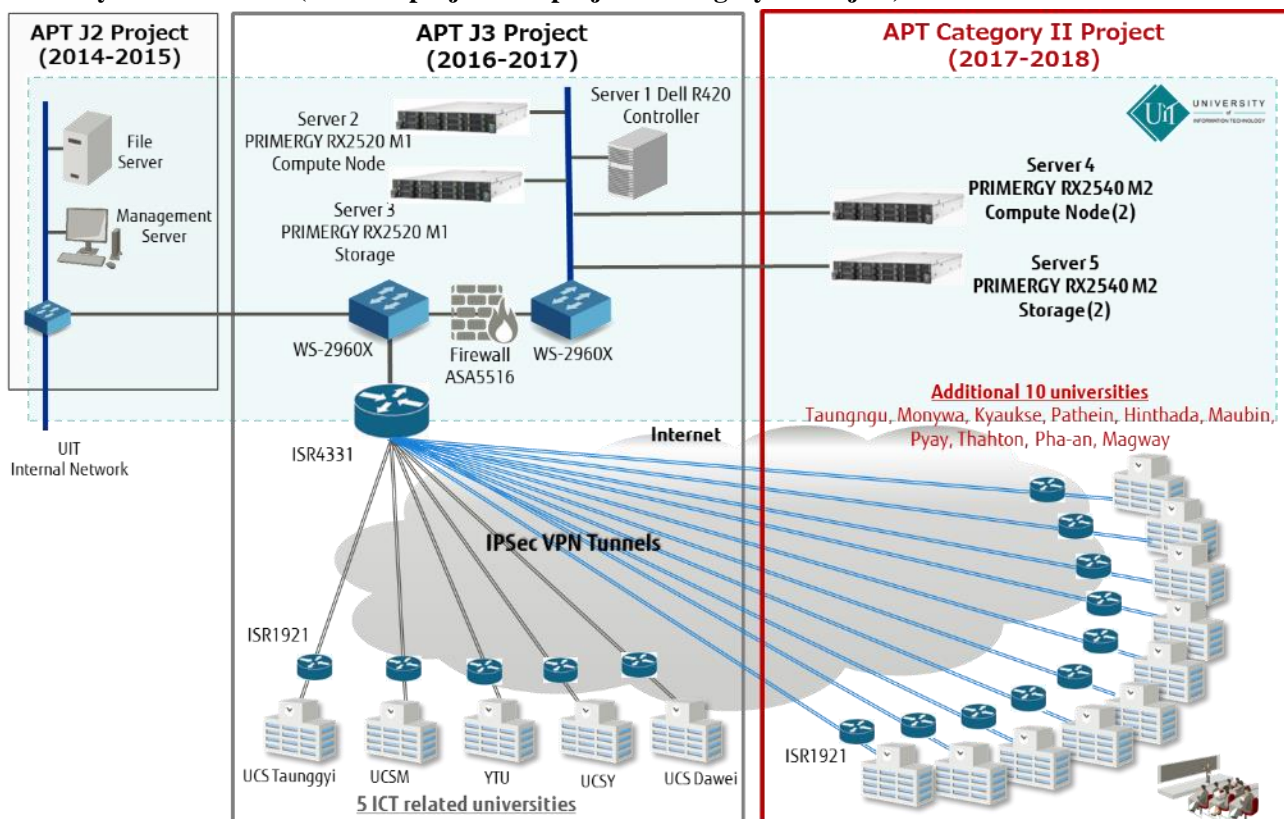 APT J2 Project
(2014-2015)
APT J3 Project
(2016-2017)
APT Category II Project
(2017-2018)
File
Server
Management
Server
Server 2
PRIMERGY RX2520 M1
Compute Node
Server 1 Dell R420
Controller
Server 3
PRIMERGY RX2520 M1
Storage
UiT
UNIVERSITY
of
INFORMATION TECHNOLOGY
Server 4
PRIMERGY RX2540 M2
Compute Node(2)
Server 5
PRIMERGY RX2540 M2
Storage(2)
WS-2960X
Firewall
ASA5516
WS-2960X
ISR4331
UIT
Internal Network
Internet
Additional 10 universities
Taungngu, Monywa, Kyaukse, Pathein, Hinthada, Maubin,
Pyay, Thahton, Pha-an, Magway
IPSec VPN Tunnels
ISR1921
ISR1921
UCS Taunggyi
UCSM
YTU
UCSY
UCS Dawei
5 ICT related universities